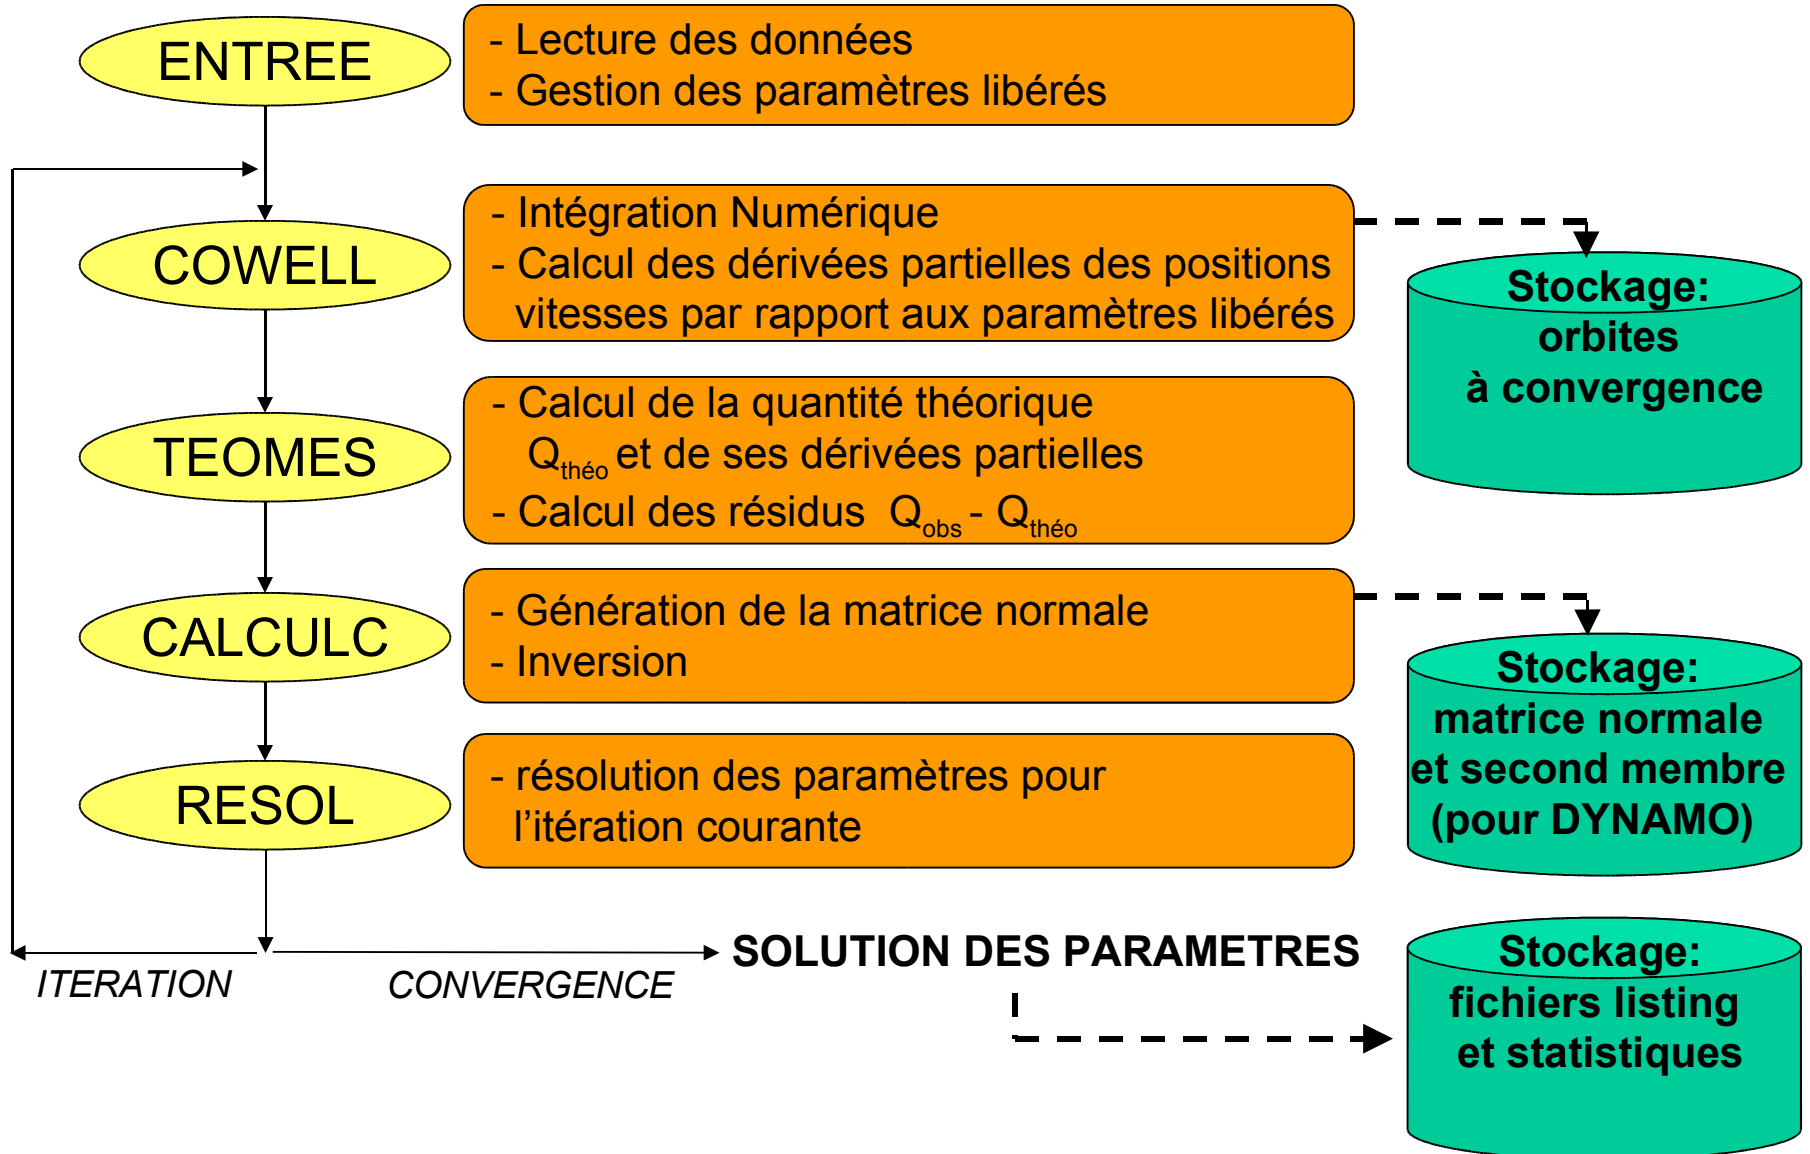 ENTREE
- Lecture des données
- Gestion des paramètres libérés
COWELL
- Intégration Numérique
- Calcul des dérivées partielles des positions
vitesses par rapport aux paramètres libérés
Stockage:
orbites
à convergence
TEOMES
- Calcul de la quantité théorique
Qthéo et de ses dérivées partielles
- Calcul des résidus Qobs - Qthéo
CALCULC
- Génération de la matrice normale
- Inversion
Stockage:
matrice normale
et second membre
(pour DYNAMO)
RESOL
- résolution des paramètres pour
l’itération courante
ITERATION
CONVERGENCE
SOLUTION DES PARAMETRES
Stockage:
fichiers listing
et statistiques